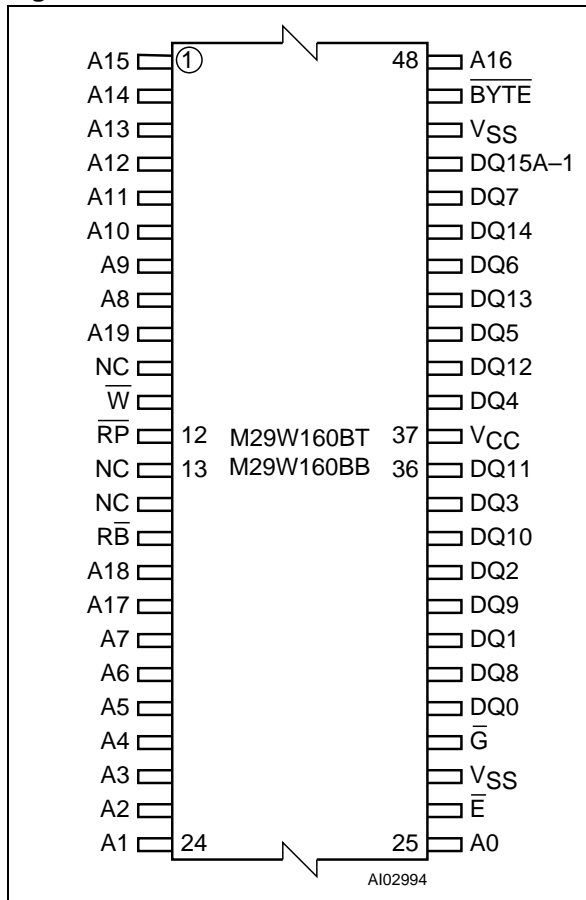 A15 1 48 A16
A14 B̅Y̅T̅E̅
A13 VSS
A12 DQ15A–1
A11 DQ7
A10 DQ14
A9 DQ6
A8 DQ13
A19 DQ5
NC DQ12
W̅ DQ4
R̅P̅ 12 M29W160BT 37 VCC
NC 13 M29W160BB 36 DQ11
NC DQ3
RB̅ DQ10
A18 DQ2
A17 DQ9
A7 DQ1
A6 DQ8
A5 DQ0
A4 G̅
A3 VSS
A2 E̅
A1 24 25 A0
AI02994